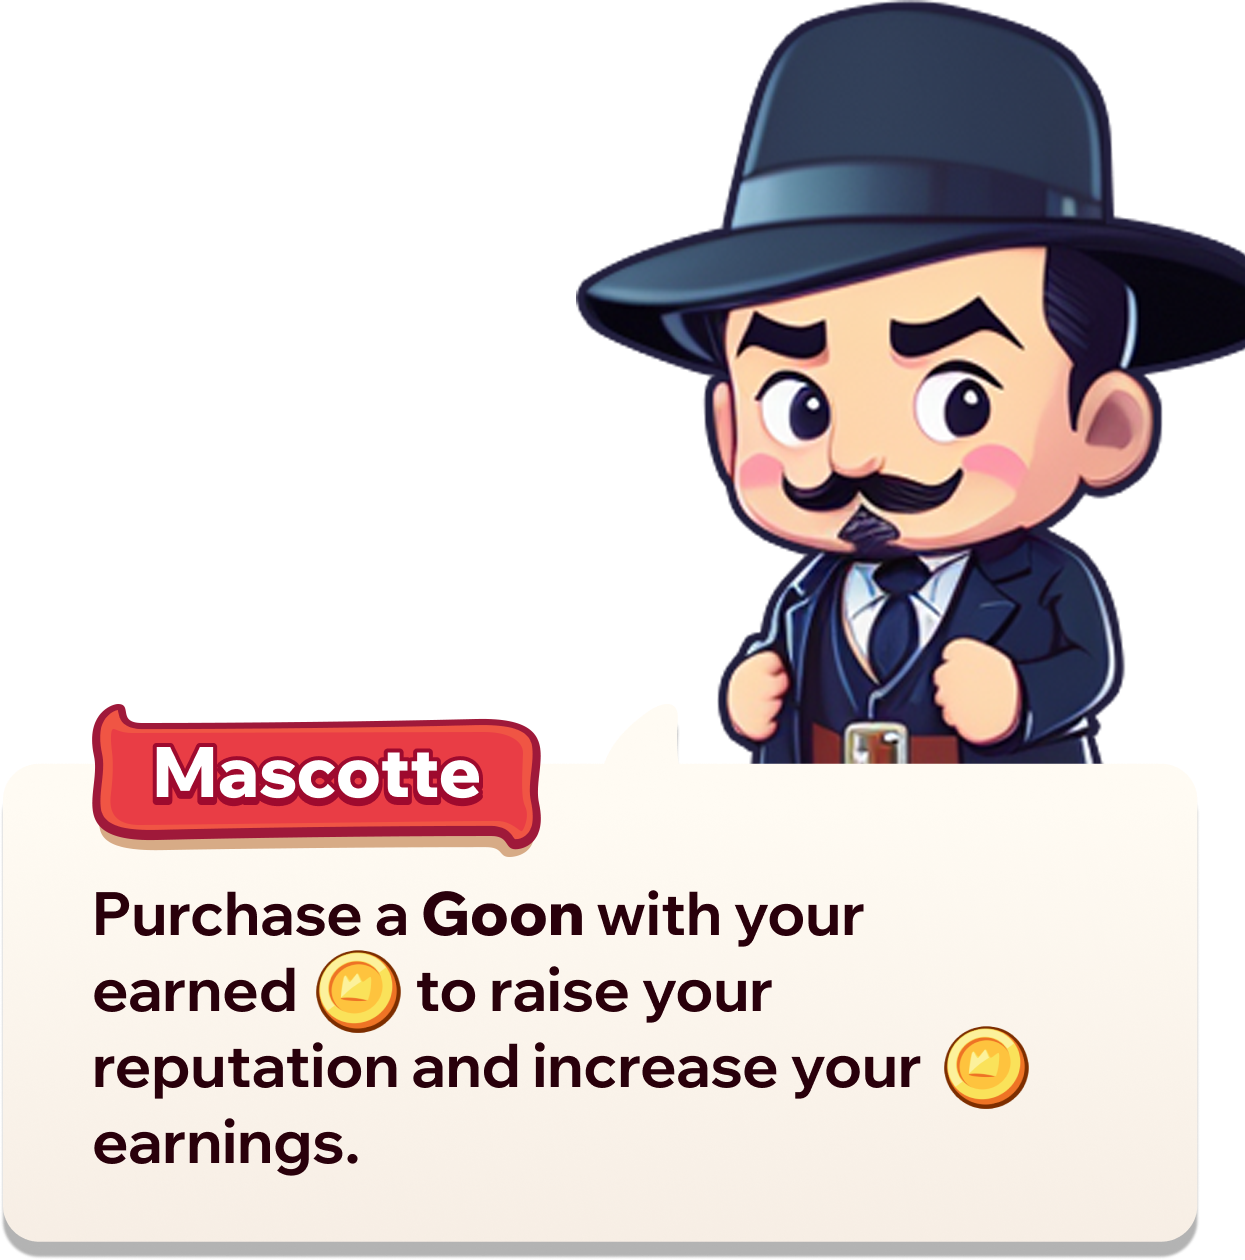 Mascotte
Purchase a Goon with your
earned to raise your
reputation and increase your
earnings.